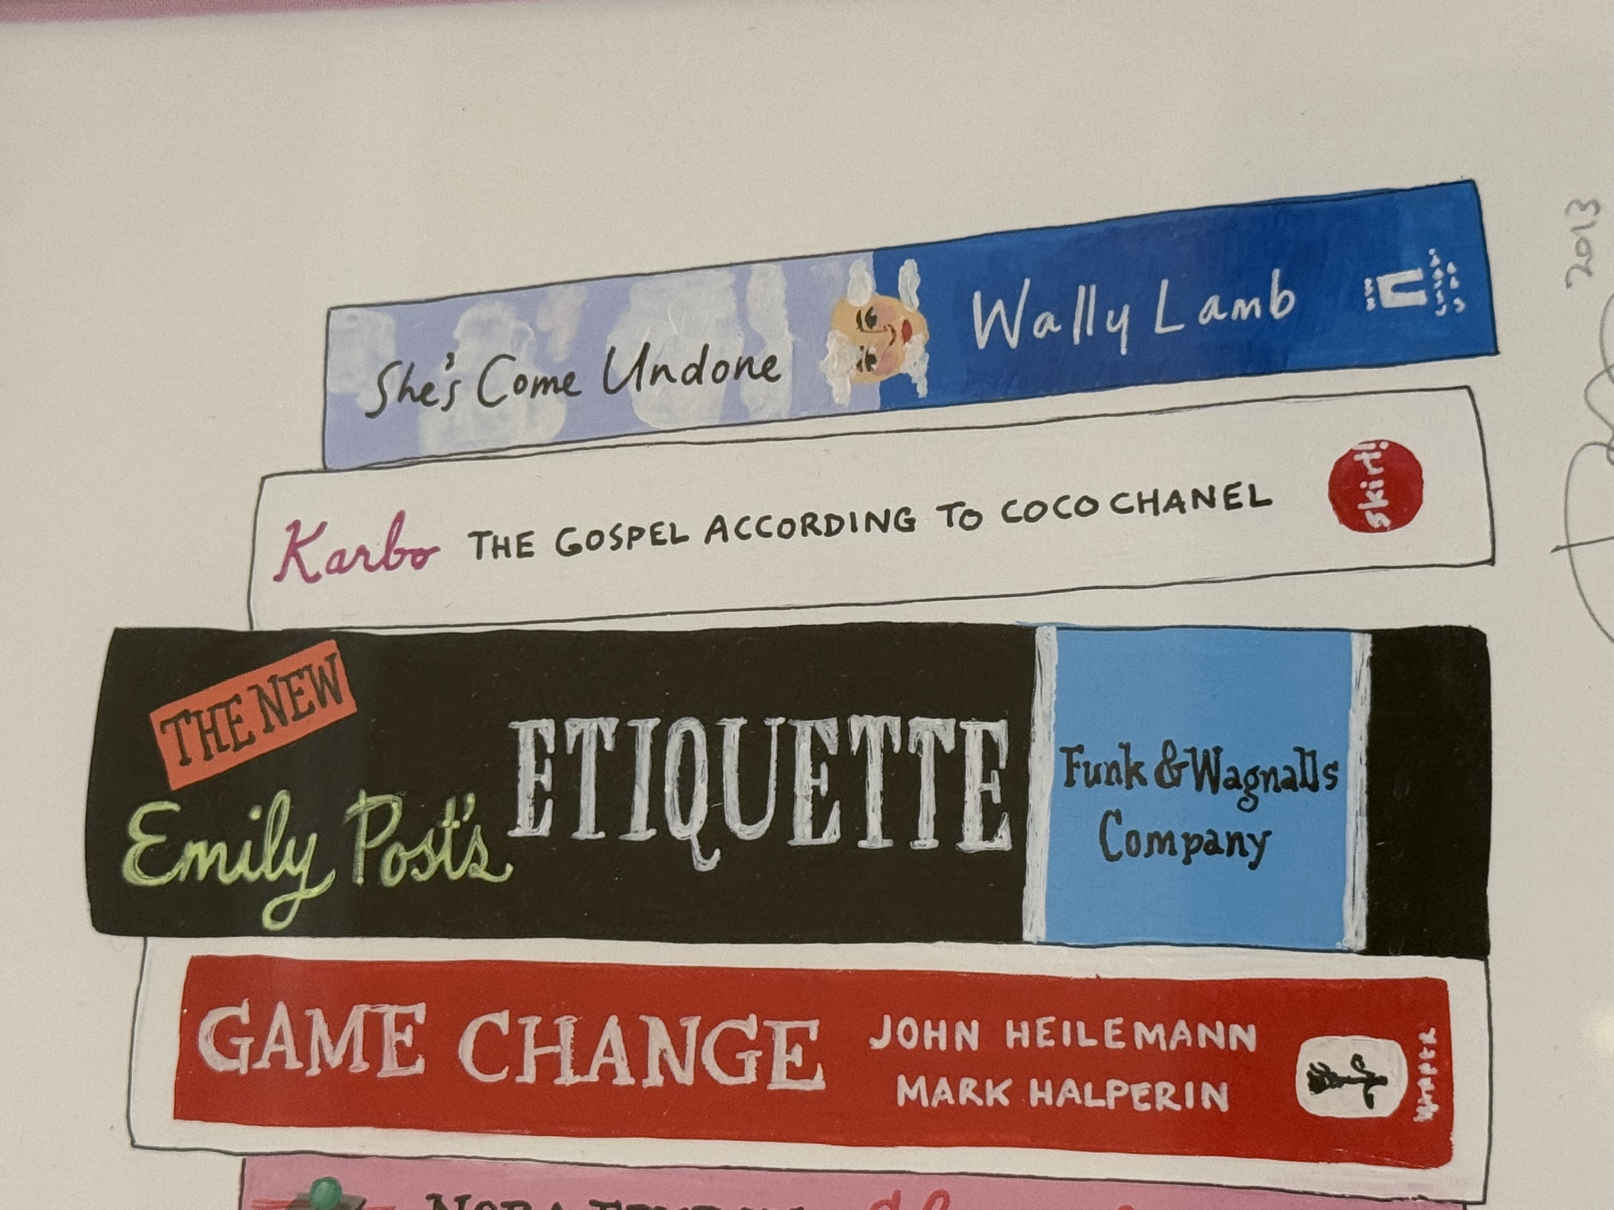 2013
She's Come Undone
Wally Lamb
Karbo THE GOSPEL ACCORDING TO COCO CHANEL
skirt!
THE NEW
Emily Post's
ETIQUETTE
Funk & Wagnalls
Company
GAME CHANGE
JOHN HEILEMANN
MARK HALPERIN